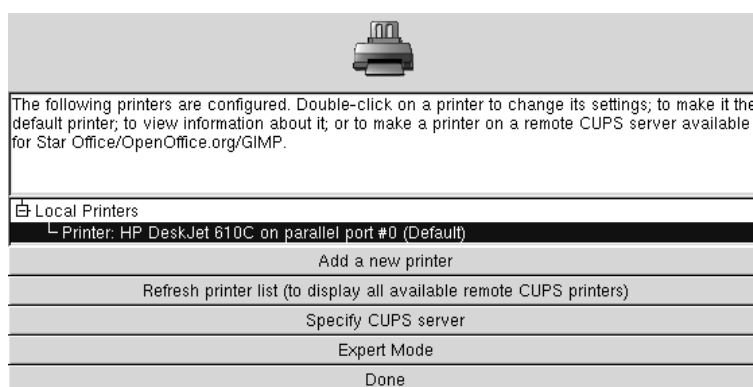 The following printers are configured. Double-click on a printer to change its settings; to make it the
default printer; to view information about it; or to make a printer on a remote CUPS server available
for Star Office/OpenOffice.org/GIMP.
Local Printers
Printer: HP DeskJet 610C on parallel port #0 (Default)
Add a new printer
Refresh printer list (to display all available remote CUPS printers)
Specify CUPS server
Expert Mode
Done